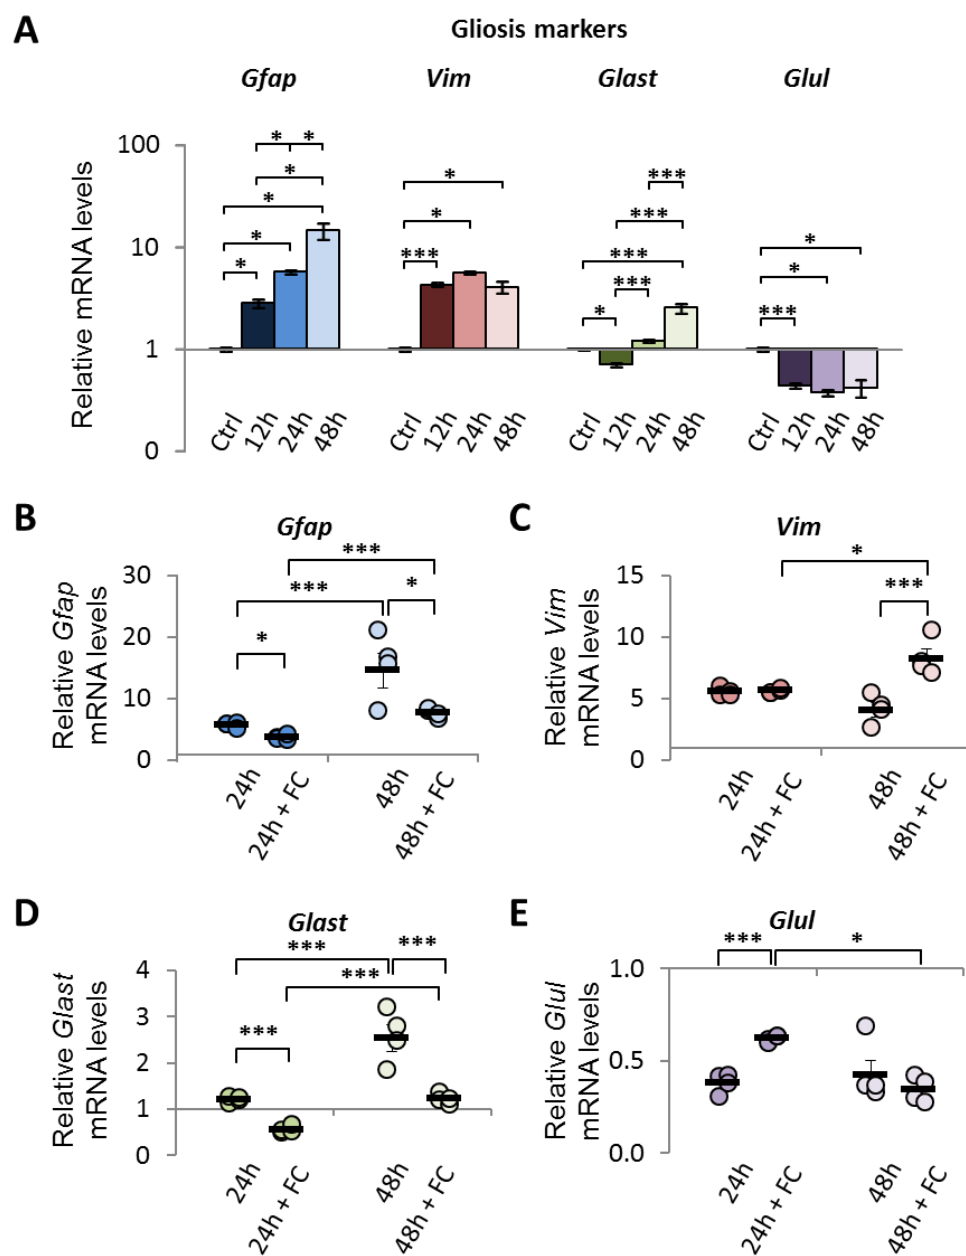 A
Gliosis markers
Gfap Vim Glast Glul
Relative mRNA levels
100
10
1
0
* *
*
*
*
*
*
*
***
***
***
***
***
*
*
*
***
Ctrl 12h 24h 48h Ctrl 12h 24h 48h Ctrl 12h 24h 48h Ctrl 12h 24h 48h
B
Gfap
Relative Gfap
mRNA levels
30
20
10
0
***
***
*
*
24h 24h + FC 48h 48h + FC
C
Vim
Relative Vim
mRNA levels
15
10
5
0
*
***
24h 24h + FC 48h 48h + FC
D
Glast
Relative Glast
mRNA levels
4
3
2
1
0
*** ***
***
***
24h 24h + FC 48h 48h + FC
E
Glul
Relative Glul
mRNA levels
1.0
0.5
0.0
*** *
24h 24h + FC 48h 48h + FC